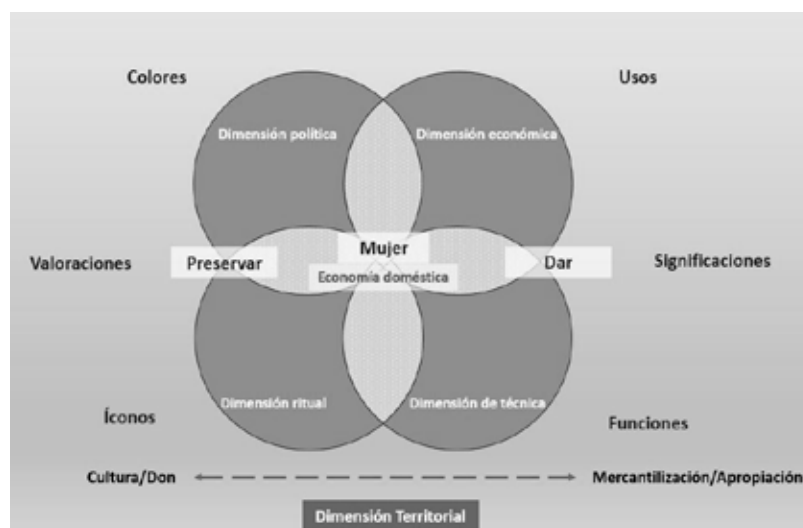 Colores
Usos
Dimensión política
Dimensión económica
Mujer
Valoraciones
Preservar
Dar
Significaciones
Economía doméstica
Dimensión ritual
Dimensión de técnica
Íconos
Funciones
Cultura/Don
Mercantilización/Apropiación
Dimensión Territorial